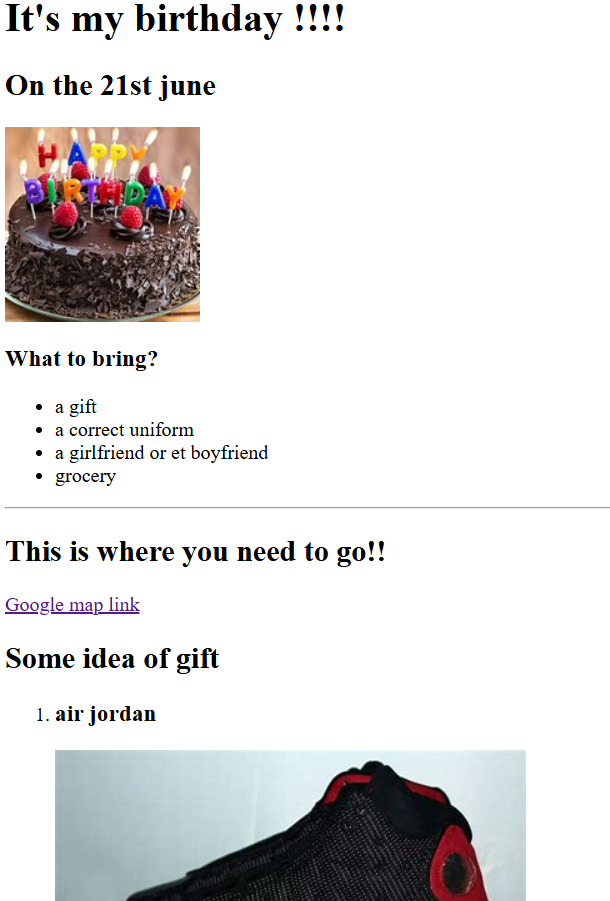 It's my birthday !!!!
On the 21st june
HAPPY
BIRTHDAY
What to bring?
a gift
a correct uniform
a girlfriend or et boyfriend
grocery
This is where you need to go!!
Google map link
Some idea of gift
1. air jordan